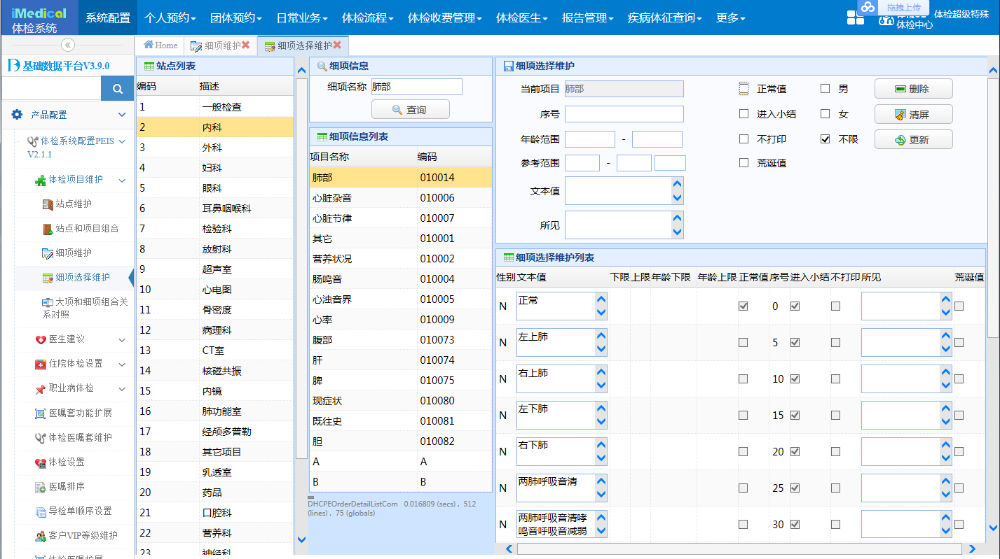 iMedical
体检系统
系统配置
个人预约
团体预约
日常业务
体检流程
体检收费管理
体检医生
报告管理
疾病体征查询
更多
拖拽上传
体检超级特殊
体检中心
基础数据平台V3.9.0
产品配置
体检系统配置PEIS
V2.1.1
体检项目维护
站点维护
站点和项目组合
细项维护
细项选择维护
大项和细项组合关
系对照
医生建议
住院体检设置
职业病体检
医嘱套功能扩展
体检医嘱套维护
体检设置
医嘱排序
导检单顺序设置
客户VIP等级维护
体检医嘱扩展
Home
细项维护
细项选择维护
站点列表
编码 描述
1 一般检查
2 内科
3 外科
4 妇科
5 眼科
6 耳鼻咽喉科
7 检验科
8 放射科
9 超声室
10 心电图
11 骨密度
12 病理科
13 CT室
14 核磁共振
15 内镜
16 肺功能室
17 经颅多普勒
18 其它项目
19 乳透室
20 药品
21 口腔科
22 营养科
23 神经科
细项信息
细项名称 肺部
查询
细项信息列表
项目名称 编码
肺部 010014
心脏杂音 010006
心脏节律 010007
其它 010001
营养状况 010002
肠鸣音 010004
心浊音界 010005
心率 010009
腹部 010073
肝 010074
脾 010075
现症状 010080
既往史 010081
胆 010082
A A
B B
DHCPEOrderDetailListCom 0.016809 (secs) , 512
(lines) , 75 (globals)
细项选择维护
当前项目 肺部 正常值 男 删除
序号 进入小结 女 清屏
年龄范围 - 不打印 不限 更新
参考范围 - 荒诞值
文本值
所见
细项选择维护列表
性别 文本值 下限 上限 年龄下限 年龄上限 正常值 序号 进入小结 不打印 所见 荒诞值
N 正常 0
N 左上肺 5
N 右上肺 10
N 左下肺 15
N 右下肺 20
N 两肺呼吸音清 25
N 两肺呼吸音清哮
鸣音呼吸音减弱 30